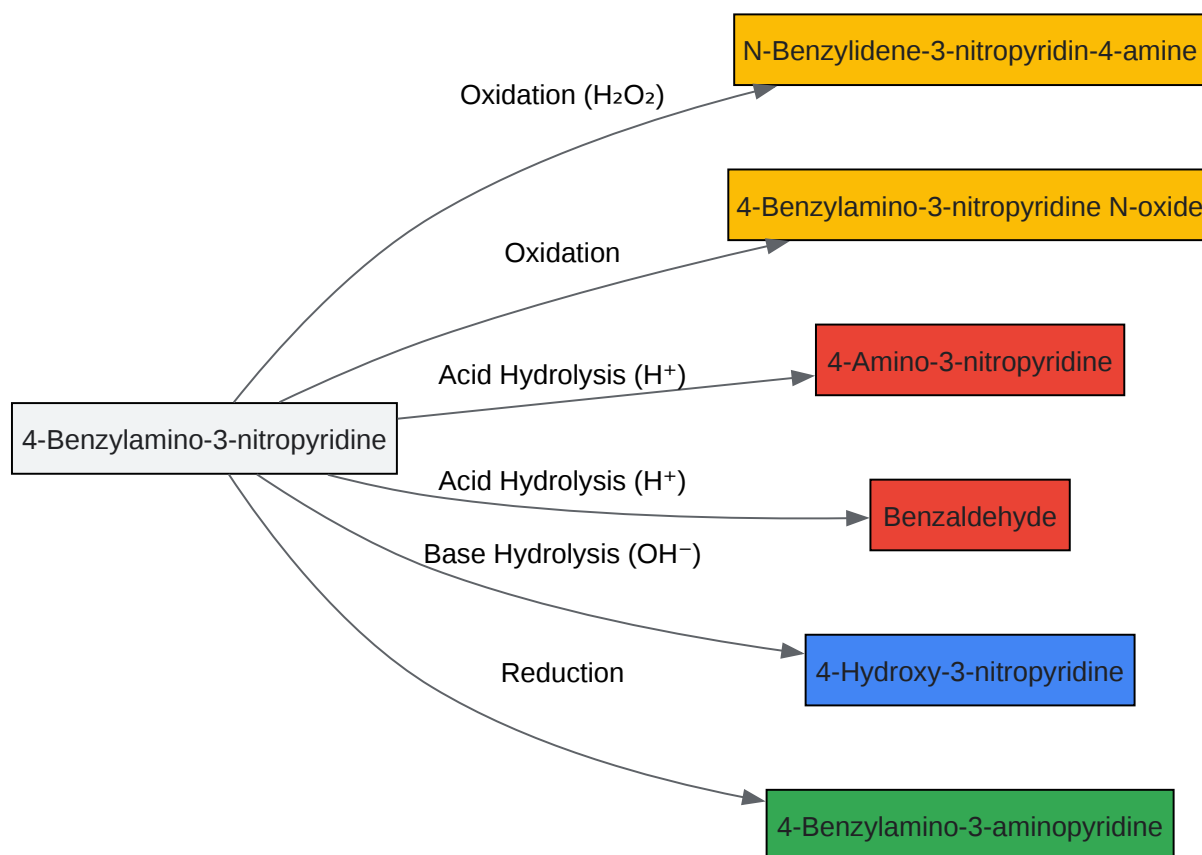 N-Benzylidene-3-nitropyridin-4-amine
Oxidation (H₂O₂)
4-Benzylamino-3-nitropyridine N-oxide
Oxidation
4-Amino-3-nitropyridine
Acid Hydrolysis (H⁺)
4-Benzylamino-3-nitropyridine
Acid Hydrolysis (H⁺)
Benzaldehyde
Base Hydrolysis (OH⁻)
4-Hydroxy-3-nitropyridine
Reduction
4-Benzylamino-3-aminopyridine